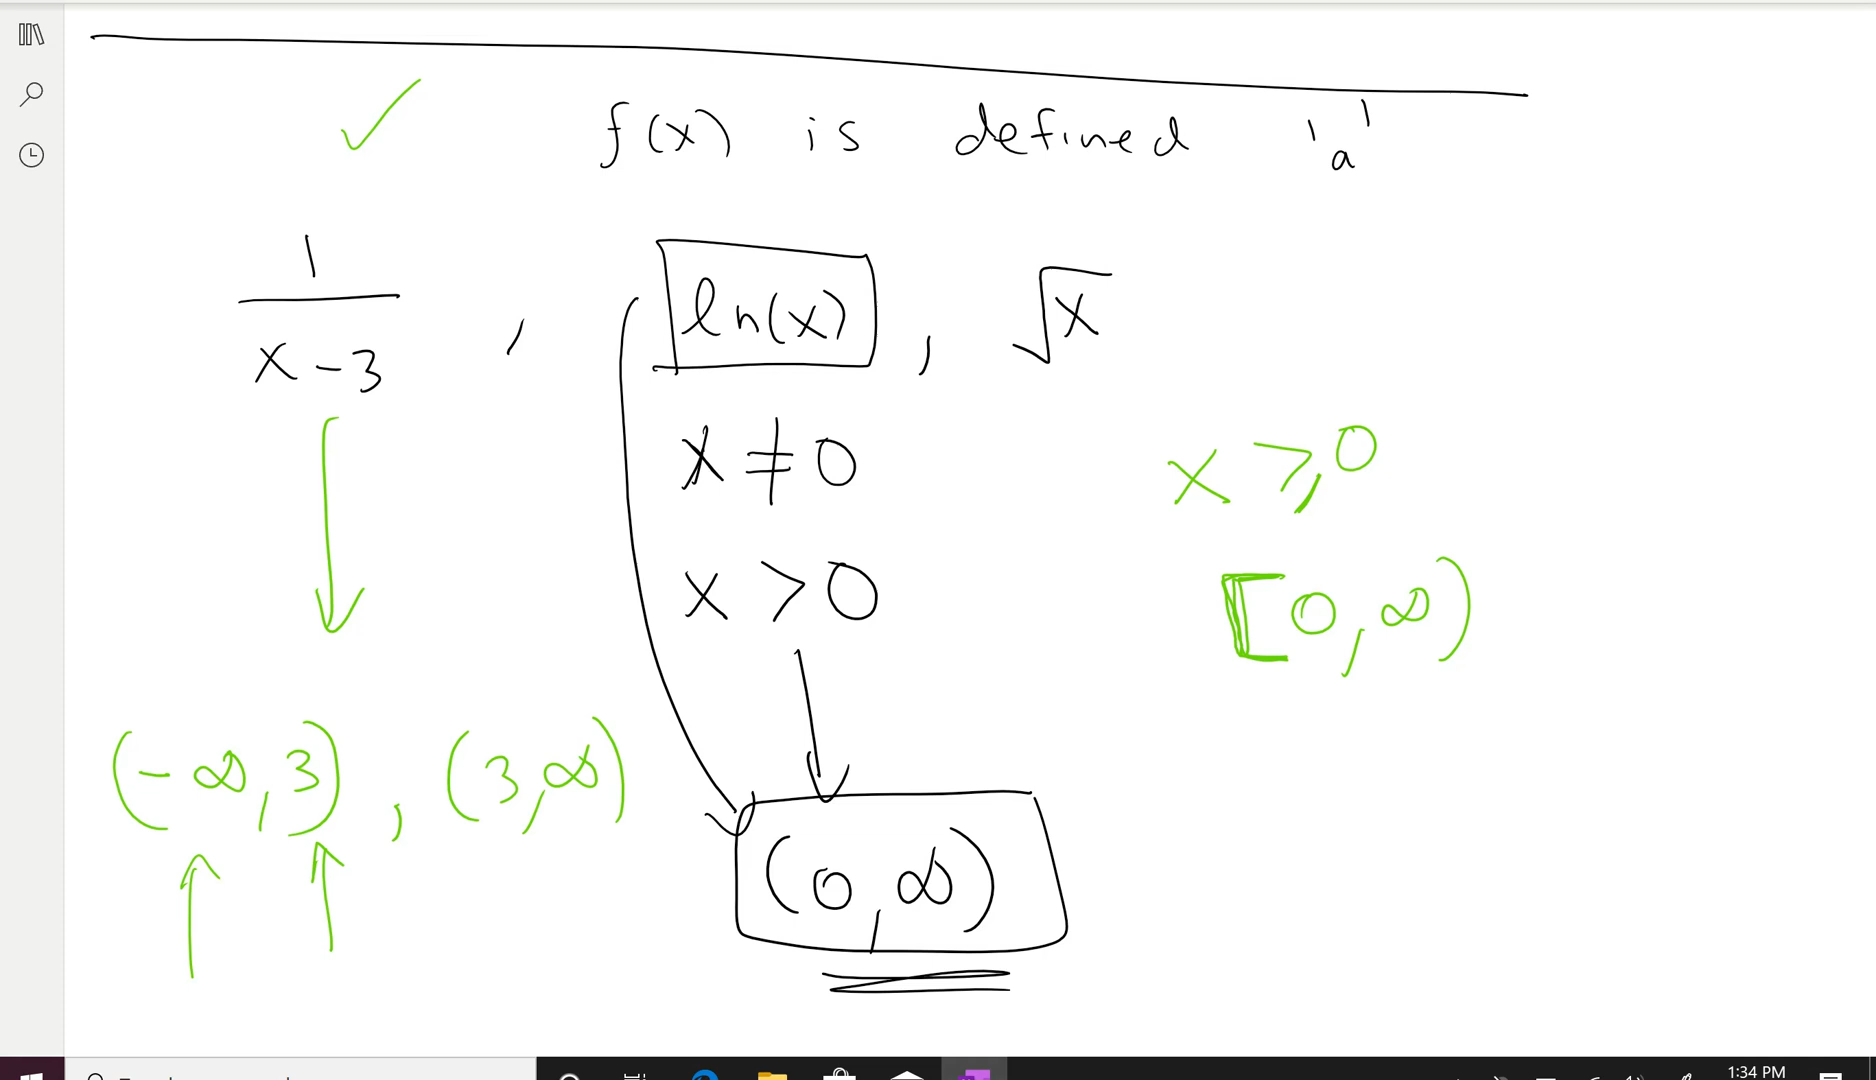 f(x) is defined 'a'
1/(x-3) , ln(x) , √x
x ≠ 0
x ⩾ 0
x > 0
[0, ∞)
(-∞, 3) , (3, ∞)
(0, ∞)
1:34 PM